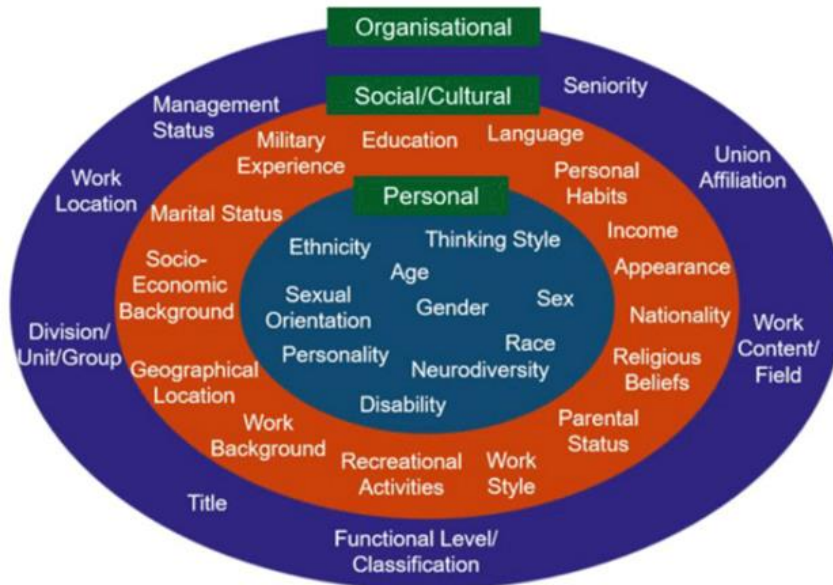 Organisational
Seniority
Management
Status
Union
Affiliation
Work
Location
Division/
Unit/Group
Work
Content/
Field
Title
Functional Level/
Classification
Social/Cultural
Education
Language
Military
Experience
Personal
Habits
Marital Status
Income
Socio-
Economic
Background
Appearance
Nationality
Geographical
Location
Religious
Beliefs
Work
Background
Parental
Status
Recreational
Activities
Work
Style
Personal
Ethnicity
Thinking Style
Age
Sexual
Orientation
Gender
Sex
Personality
Race
Neurodiversity
Disability